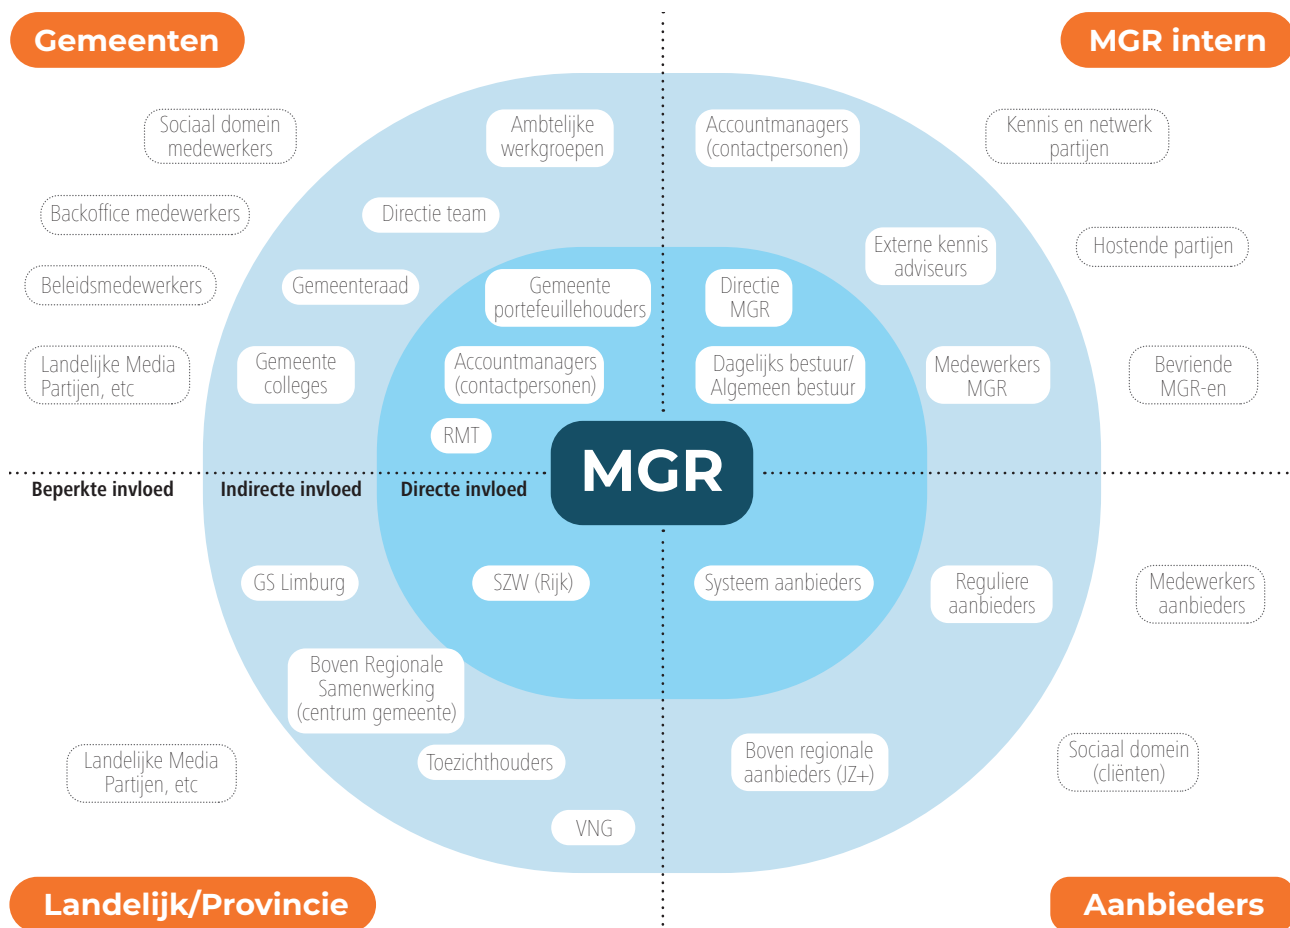 Gemeenten
MGR intern
Sociaal domein
medewerkers
Ambtelijke
werkgroepen
Accountmanagers
(contactpersonen)
Kennis en netwerk
partijen
Backoffice medewerkers
Directie team
Externe kennis
adviseurs
Hostende partijen
Beleidsmedewerkers
Gemeenteraad
Gemeente
portefeuillehouders
Directie
MGR
Landelijke Media
Partijen, etc
Gemeente
colleges
Accountmanagers
(contactpersonen)
Dagelijks bestuur/
Algemeen bestuur
Medewerkers
MGR
Bevriende
MGR-en
RMT
MGR
Beperkte invloed
Indirecte invloed
Directe invloed
GS Limburg
SZW (Rijk)
Systeem aanbieders
Reguliere
aanbieders
Medewerkers
aanbieders
Boven Regionale
Samenwerking
(centrum gemeente)
Landelijke Media
Partijen, etc
Toezichthouders
Boven regionale
aanbieders (JZ+)
Sociaal domein
(cliënten)
VNG
Landelijk/Provincie
Aanbieders